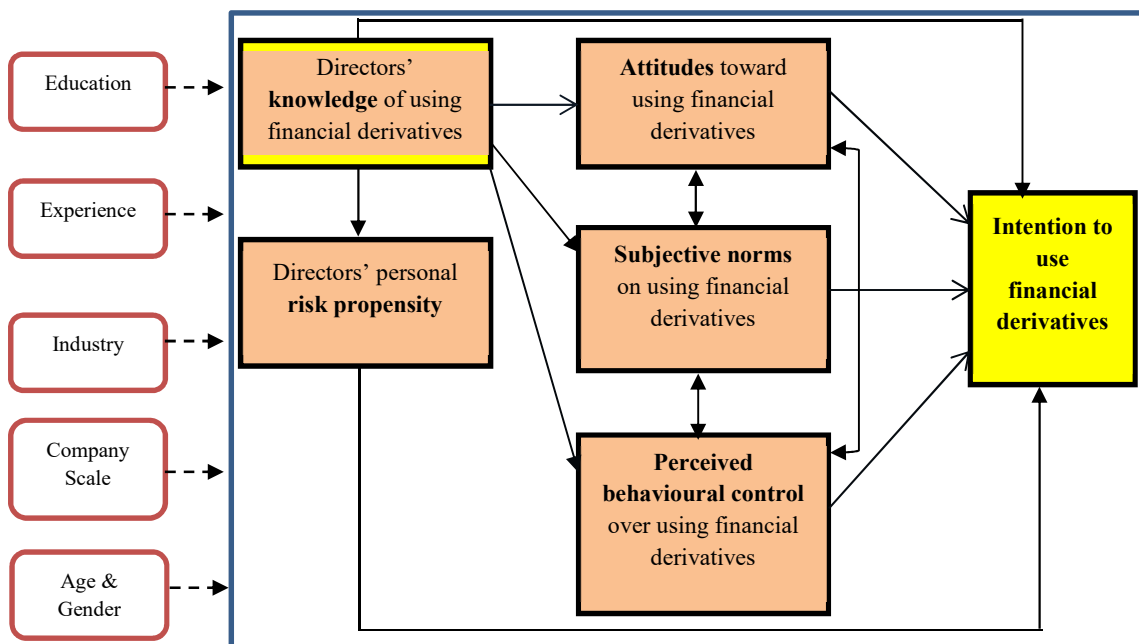 Education
Experience
Industry
Company
Scale
Age &
Gender
Directors’
knowledge of using
financial derivatives
Directors’ personal
risk propensity
Attitudes toward
using financial
derivatives
Subjective norms
on using financial
derivatives
Perceived
behavioural control
over using financial
derivatives
Intention to
use
financial
derivatives